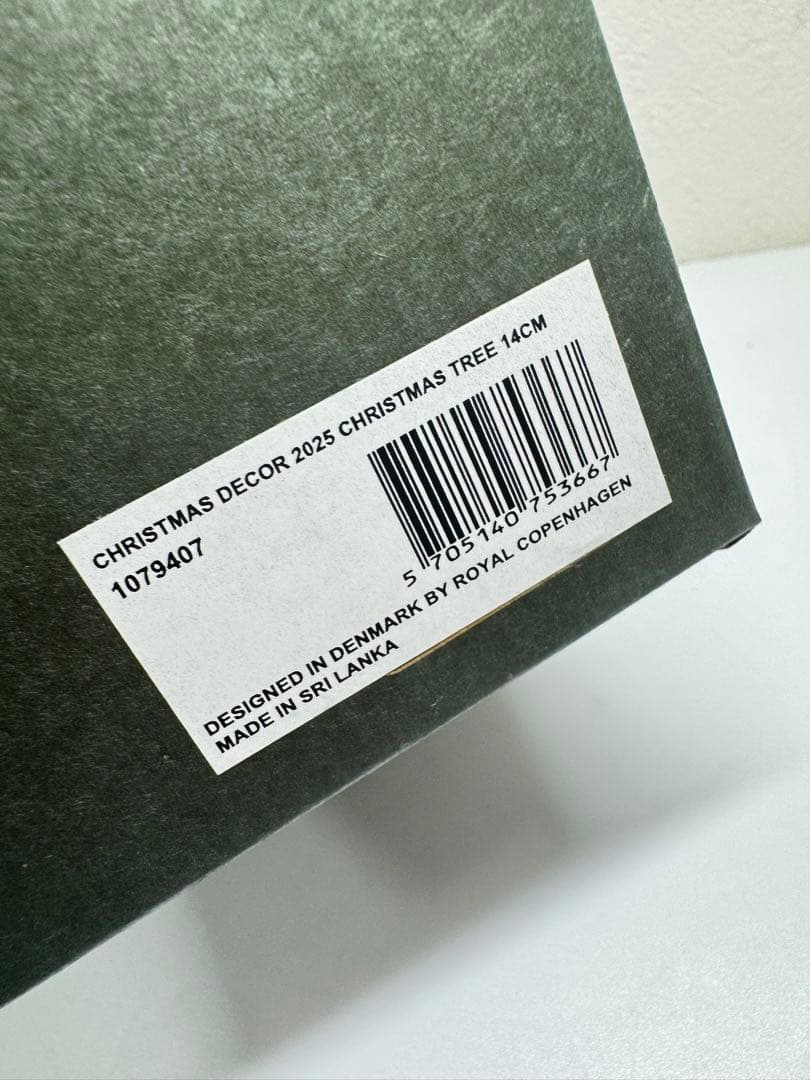 CHRISTMAS DECOR 2025 CHRISTMAS TREE 14CM
1079407
5 705140 753667
DESIGNED IN DENMARK BY ROYAL COPENHAGEN
MADE IN SRI LANKA